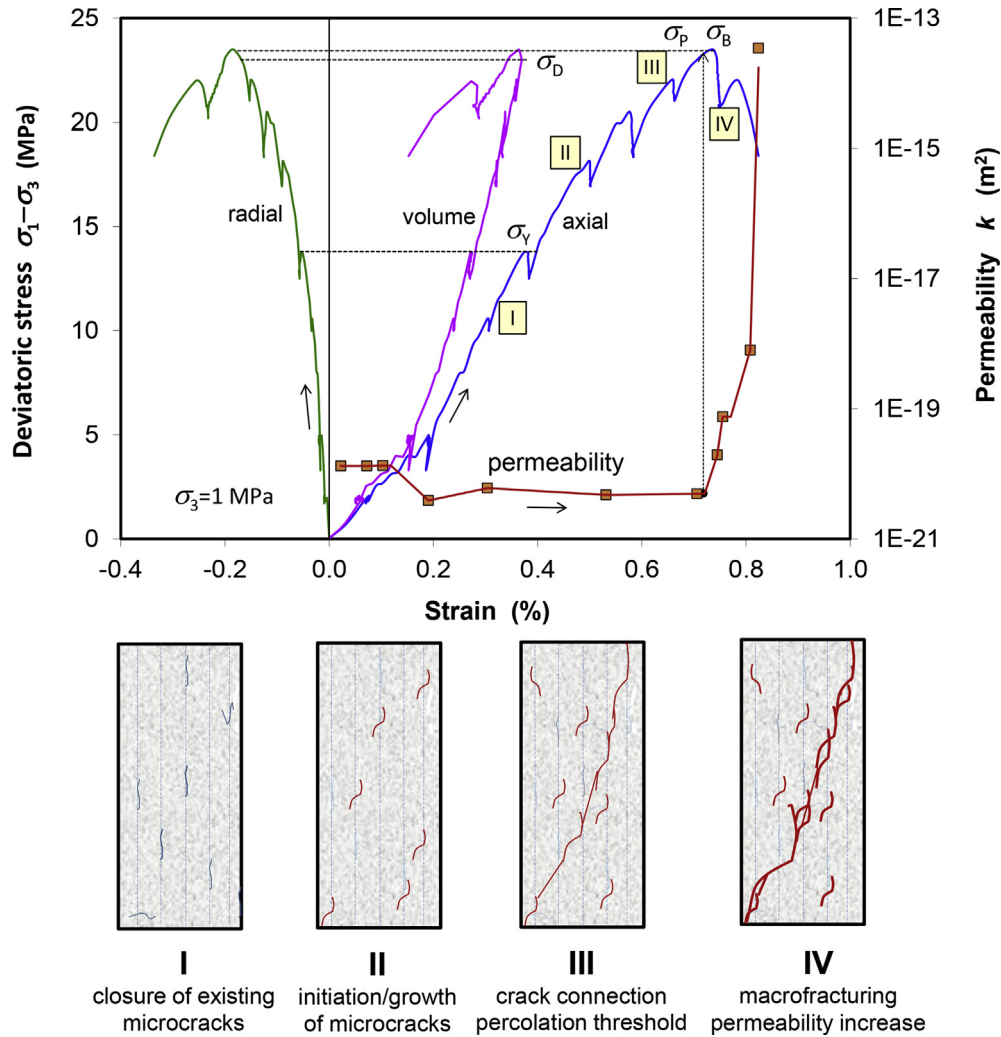 25
20
15
10
5
0
Deviatoric stress σ₁−σ₃ (MPa)
1E-13
1E-15
1E-17
1E-19
1E-21
Permeability k (m²)
-0.4
-0.2
0.0
0.2
0.4
0.6
0.8
1.0
Strain (%)
σP
σB
σD
III
IV
II
radial
volume
axial
σY
I
permeability
σ₃=1 MPa
I
closure of existing
microcracks
II
initiation/growth
of microcracks
III
crack connection
percolation threshold
IV
macrofracturing
permeability increase